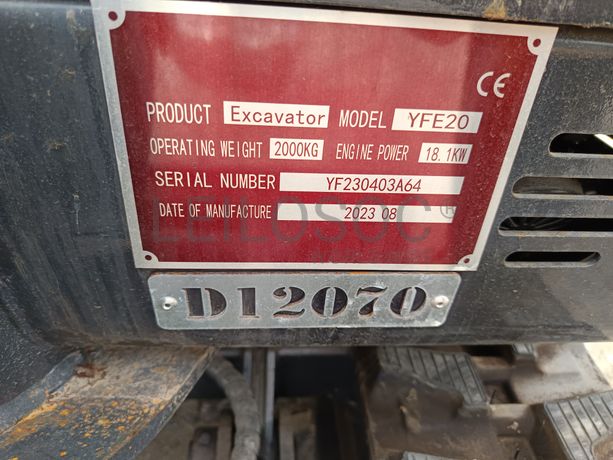 CE
PRODUCT Excavator MODEL YFE20
OPERATING WEIGHT 2000KG ENGINE POWER 18.1KW
SERIAL NUMBER YF230403A64
DATE OF MANUFACTURE 2023 08
LEILOSOC®
D12070